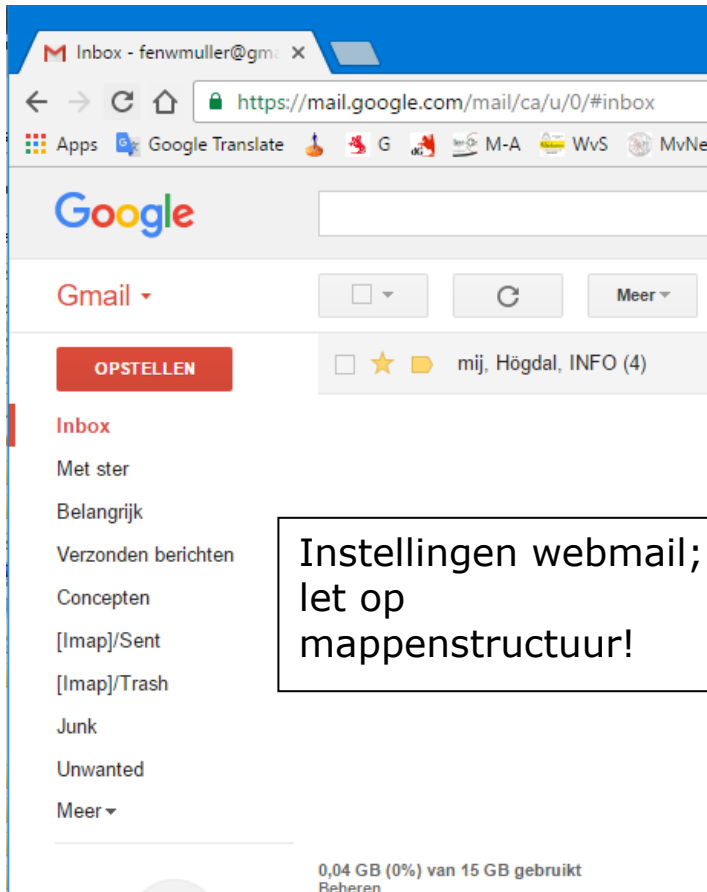 Inbox - fenwmuller@gma
https://mail.google.com/mail/ca/u/0/#inbox
Apps Google Translate G M-A WvS MvNe
Google
Gmail
Meer
OPSTELLEN
mij, Högdal, INFO (4)
Inbox
Met ster
Belangrijk
Verzonden berichten
Concepten
[Imap]/Sent
[Imap]/Trash
Junk
Unwanted
Meer
Instellingen webmail;
let op
mappenstructuur!
0,04 GB (0%) van 15 GB gebruikt
Beheren